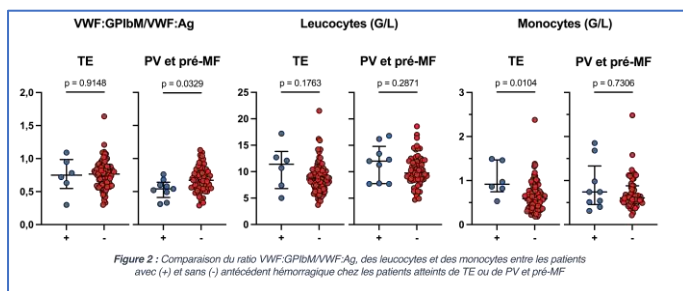 VWF:GPIbM/VWF:Ag
Leucocytes (G/L)
Monocytes (G/L)
TE
PV et pré-MF
TE
PV et pré-MF
TE
PV et pré-MF
p = 0.9148
p = 0.0329
p = 0.1763
p = 0.2871
p = 0.0104
p = 0.7306
2,0
1,5
1,0
0,5
0,0
25
20
15
10
5
0
3
2
1
0
+ -
+ -
+ -
+ -
+ -
+ -
Figure 2 : Comparaison du ratio VWF:GPIbM/VWF:Ag, des leucocytes et des monocytes entre les patients
avec (+) et sans (-) antécédent hémorragique chez les patients atteints de TE ou de PV et pré-MF